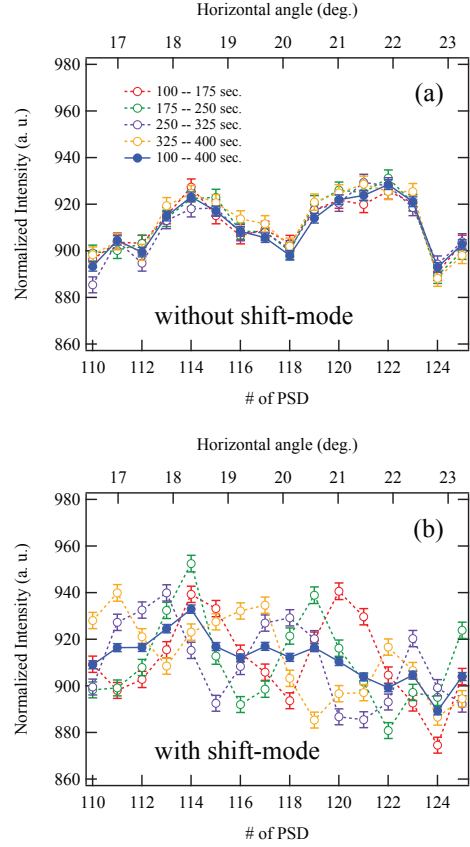 Horizontal angle (deg.)
17 18 19 20 21 22 23
980
960
940
920
900
880
860
Normalized Intensity (a. u.)
(a)
100 -- 175 sec.
175 -- 250 sec.
250 -- 325 sec.
325 -- 400 sec.
100 -- 400 sec.
without shift-mode
110 112 114 116 118 120 122 124
# of PSD
Horizontal angle (deg.)
17 18 19 20 21 22 23
980
960
940
920
900
880
860
Normalized Intensity (a. u.)
(b)
with shift-mode
110 112 114 116 118 120 122 124
# of PSD